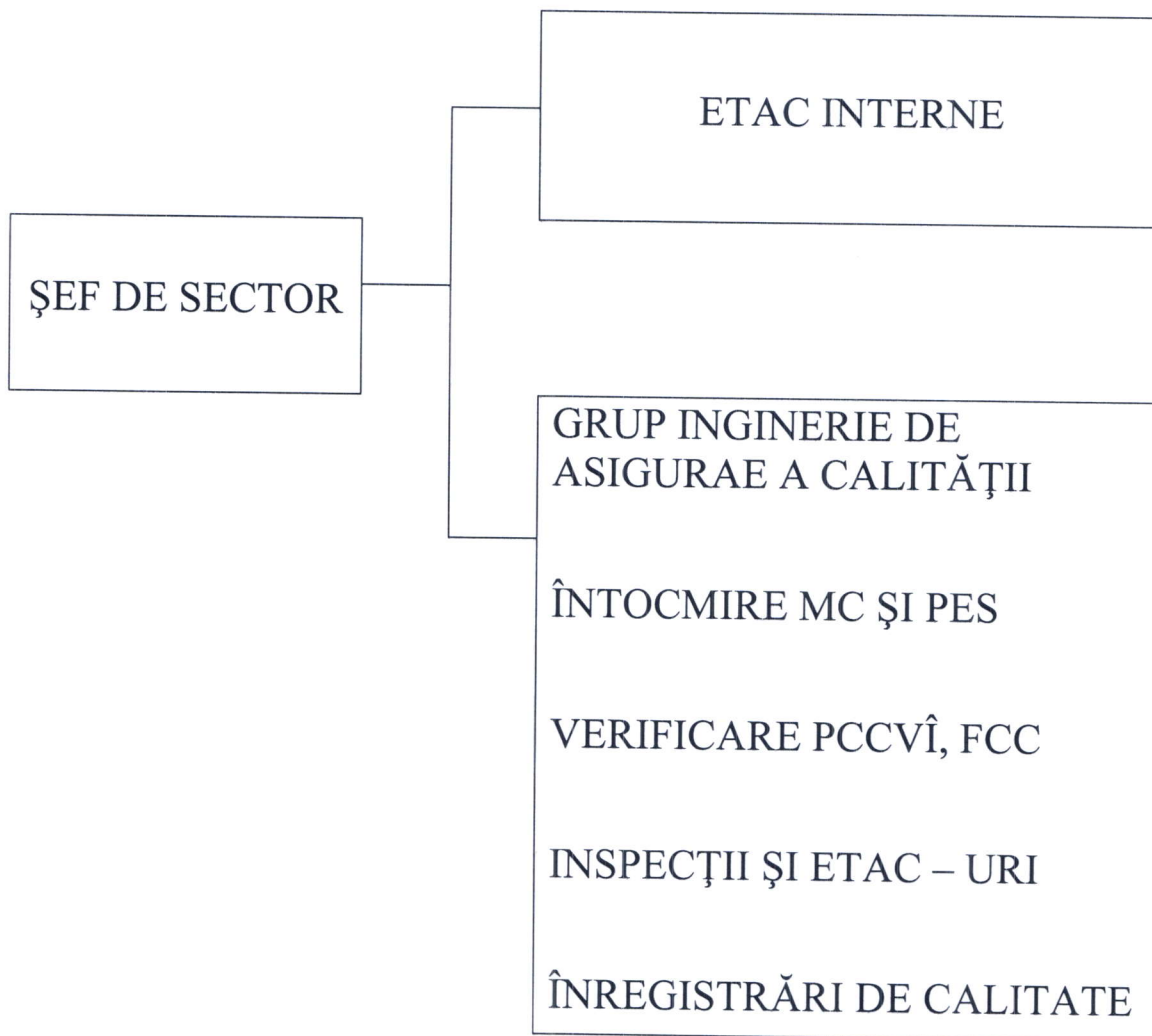 ETAC INTERNE
ŞEF DE SECTOR
GRUP INGINERIE DE
ASIGURAE A CALITĂŢII
ÎNTOCMIRE MC ŞI PES
VERIFICARE PCCVÎ, FCC
INSPECŢII ŞI ETAC – URI
ÎNREGISTRĂRI DE CALITATE